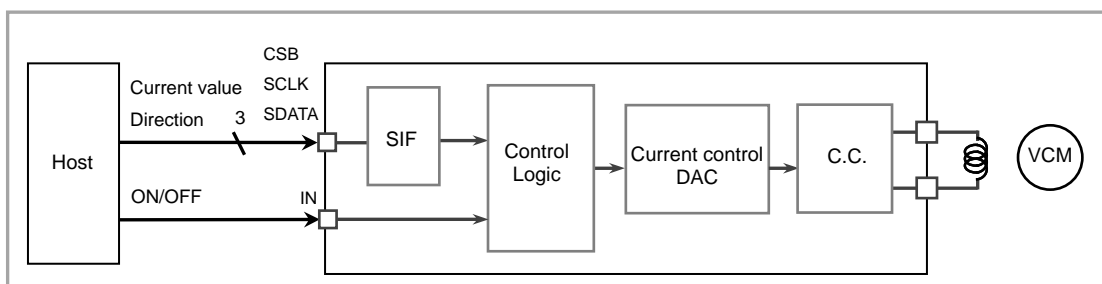 CSB
Current value
SCLK
Direction
3
SDATA
Host
SIF
Control
Logic
Current control
DAC
C.C.
VCM
ON/OFF
IN